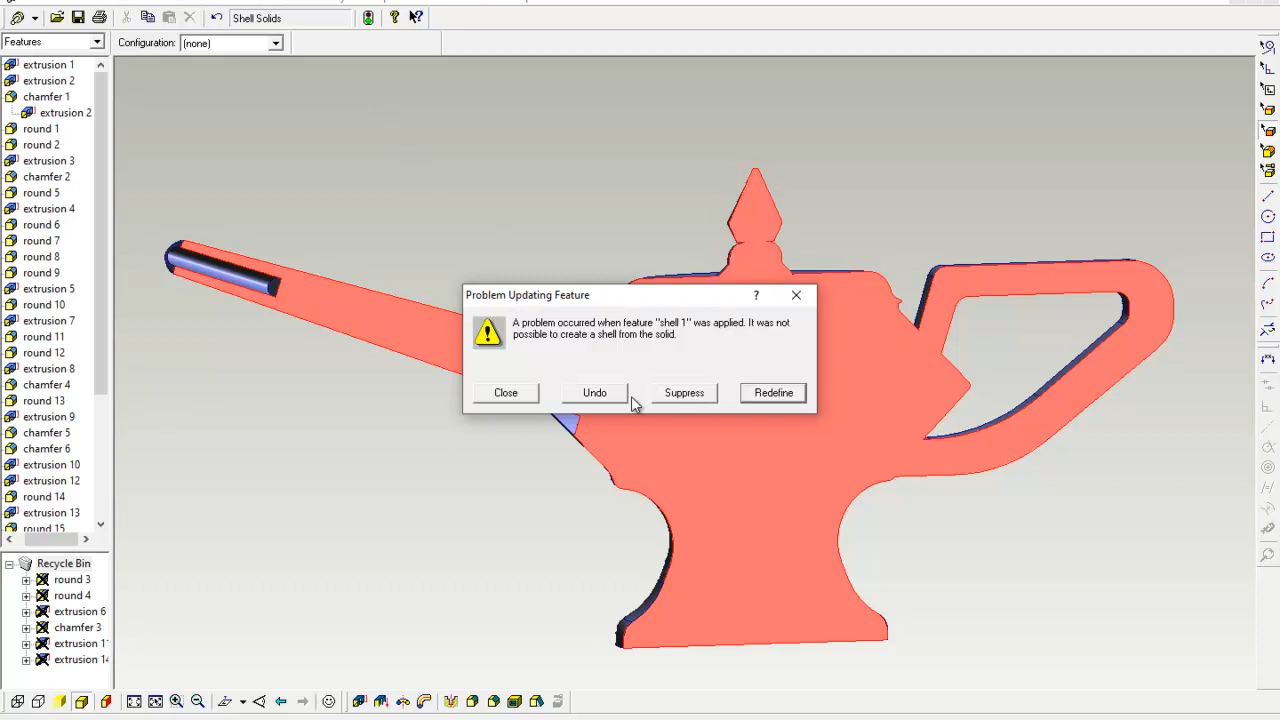 Shell Solids
Features
Configuration:
(none)
extrusion 1
extrusion 2
chamfer 1
extrusion 2
round 1
round 2
extrusion 3
chamfer 2
round 5
extrusion 4
round 6
round 7
round 8
round 9
extrusion 5
round 10
extrusion 7
round 11
round 12
extrusion 8
chamfer 4
round 13
extrusion 9
chamfer 5
chamfer 6
extrusion 10
extrusion 12
round 14
extrusion 13
round 15
Recycle Bin
round 3
round 4
extrusion 6
chamfer 3
extrusion 1
extrusion 14
Problem Updating Feature
?
A problem occurred when feature "shell 1" was applied. It was not
possible to create a shell from the solid.
Close
Undo
Suppress
Redefine